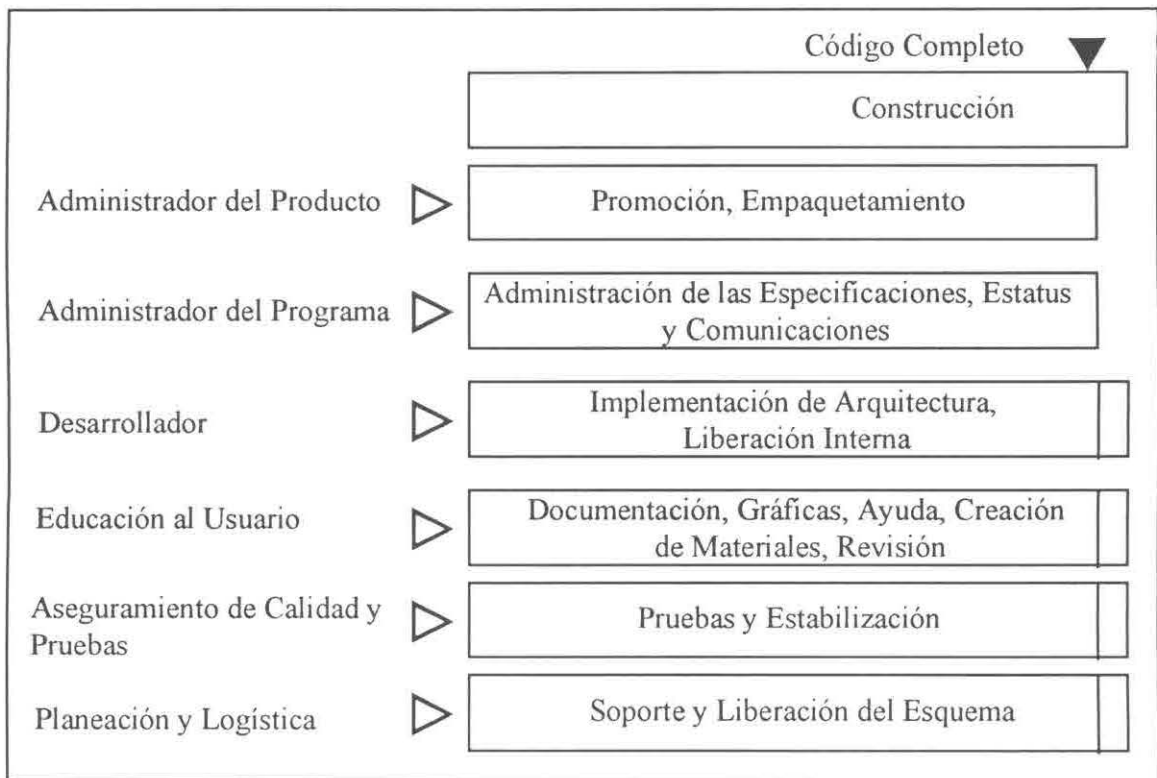 Código Completo
Construcción
Administrador del Producto
Promoción, Empaquetamiento
Administrador del Programa
Administración de las Especificaciones, Estatus
y Comunicaciones
Desarrollador
Implementación de Arquitectura,
Liberación Interna
Educación al Usuario
Documentación, Gráficas, Ayuda, Creación
de Materiales, Revisión
Aseguramiento de Calidad y
Pruebas
Pruebas y Estabilización
Planeación y Logística
Soporte y Liberación del Esquema